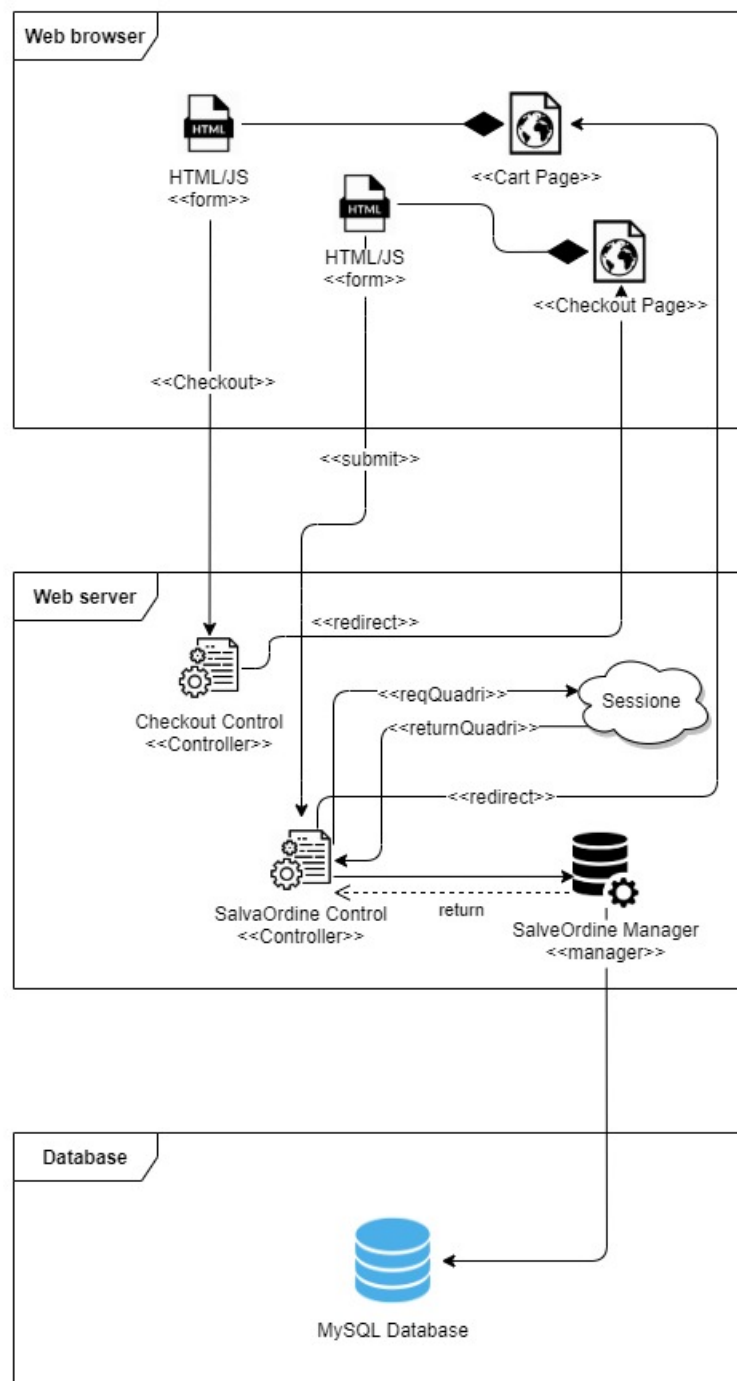 Web browser
HTML
<<Cart Page>>
HTML/JS
<<form>>
HTML
HTML/JS
<<form>>
<<Checkout Page>>
<<Checkout>>
<<submit>>
Web server
<<redirect>>
<<reqQuadri>>
Sessione
Checkout Control
<<Controller>>
<<returnQuadri>>
<<redirect>>
SalvaOrdine Control
<<Controller>>
return
SalveOrdine Manager
<<manager>>
Database
MySQL Database